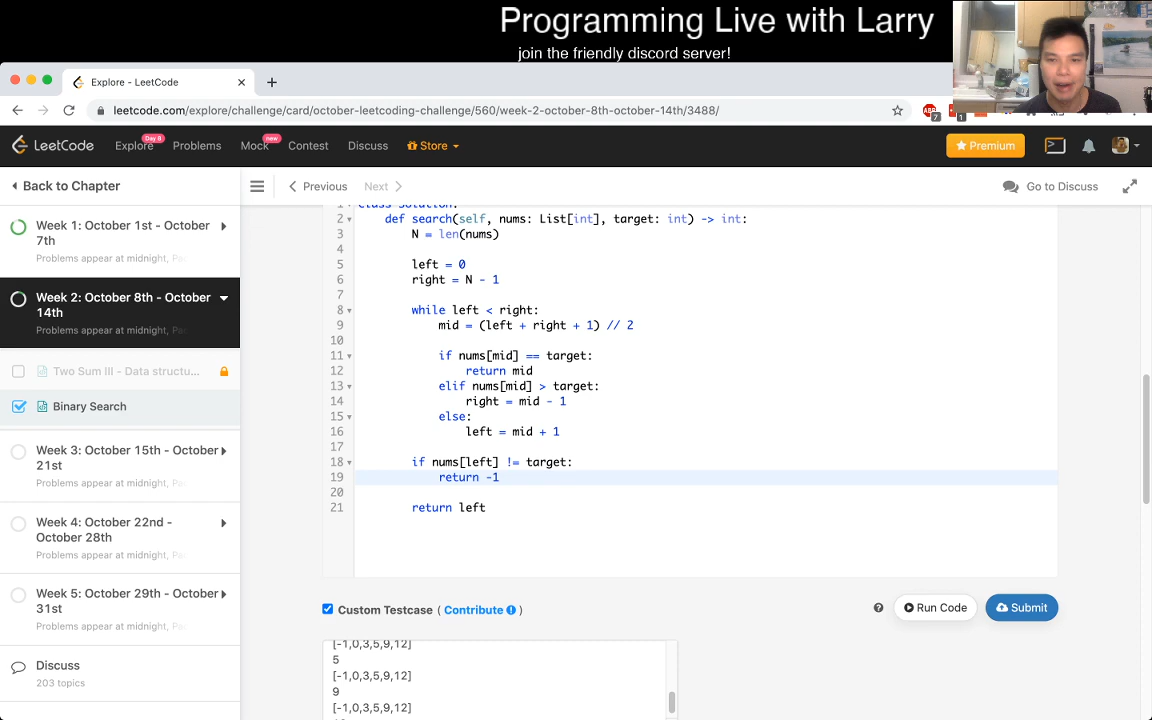 Programming Live with Larry
join the friendly discord server!
Explore - LeetCode
leetcode.com/explore/challenge/card/october-leetcoding-challenge/560/week-2-october-8th-october-14th/3488/
7
1
LeetCode
Explore
Day 8
Problems
Mock
new
Contest
Discuss
Store
Premium
Back to Chapter
Previous
Next
Go to Discuss
Week 1: October 1st - October
7th
Problems appear at midnight,
Week 2: October 8th - October
14th
Problems appear at midnight,
Two Sum III - Data structu...
Binary Search
Week 3: October 15th - October
21st
Problems appear at midnight,
Week 4: October 22nd -
October 28th
Problems appear at midnight,
Week 5: October 29th - October
31st
Problems appear at midnight,
Discuss
203 topics
1 class Solution:
2 def search(self, nums: List[int], target: int) -> int:
3 N = len(nums)
4
5 left = 0
6 right = N - 1
7
8 while left < right:
9 mid = (left + right + 1) // 2
10
11 if nums[mid] == target:
12 return mid
13 elif nums[mid] > target:
14 right = mid - 1
15 else:
16 left = mid + 1
17
18 if nums[left] != target:
19 return -1
20
21 return left
Custom Testcase ( Contribute )
Run Code
Submit
[-1,0,3,5,9,12]
5
[-1,0,3,5,9,12]
9
[-1,0,3,5,9,12]